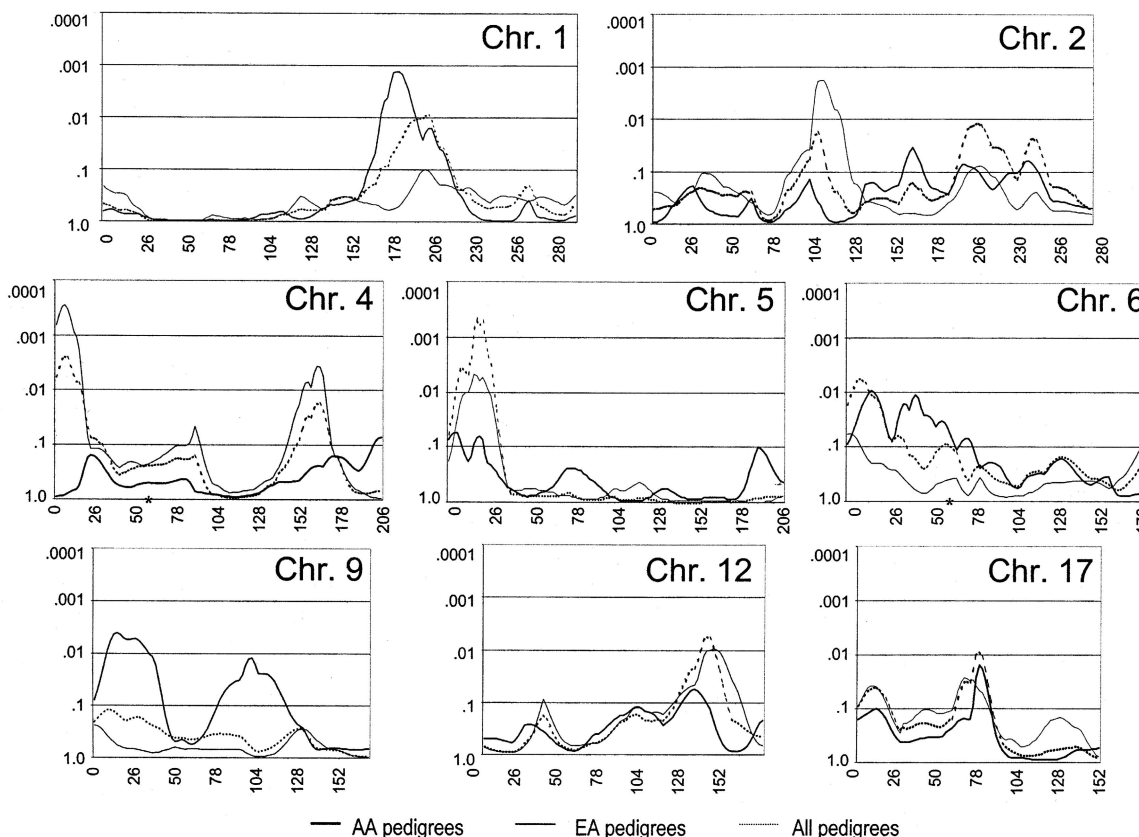 Chr. 1
.0001
.001
.01
.1
1.0
0 26 50 78 104 128 152 178 206 230 256 280
Chr. 2
.0001
.001
.01
.1
1.0
0 26 50 78 104 128 152 178 206 230 256 280
Chr. 4
.0001
.001
.01
.1
1.0
*
0 26 50 78 104 128 152 178 206
Chr. 5
.0001
.001
.01
.1
1.0
0 26 50 78 104 128 152 178 206
Chr. 6
.0001
.001
.01
.1
1.0
*
0 26 50 78 104 128 152 178
Chr. 9
.0001
.001
.01
.1
1.0
0 26 50 78 104 128 152
Chr. 12
.0001
.001
.01
.1
1.0
0 26 50 78 104 128 152
Chr. 17
.0001
.001
.01
.1
1.0
0 26 50 78 104 128 152
AA pedigrees EA pedigrees All pedigrees